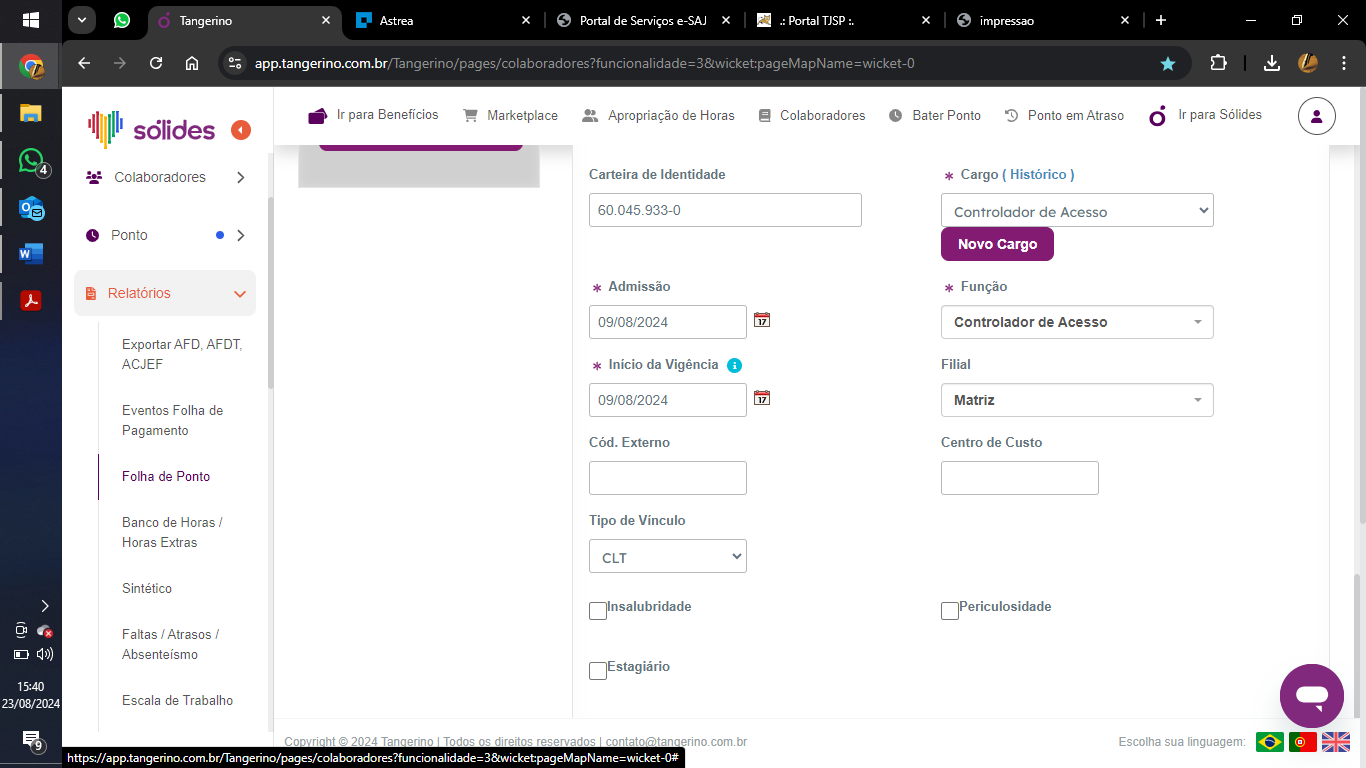 Tangerino
Astrea
Portal de Serviços e-SAJ
.: Portal TJSP :.
impressao
app.tangerino.com.br/Tangerino/pages/colaboradores?funcionalidade=3&wicket:pageMapName=wicket-0
sólides
Ir para Benefícios
Marketplace
Apropriação de Horas
Colaboradores
Bater Ponto
Ponto em Atraso
Ir para Sólides
Colaboradores
Ponto
Relatórios
Exportar AFD, AFDT,
ACJEF
Eventos Folha de
Pagamento
Folha de Ponto
Banco de Horas /
Horas Extras
Sintético
Faltas / Atrasos /
Absenteísmo
Escala de Trabalho
Carteira de Identidade
60.045.933-0
* Cargo ( Histórico )
Controlador de Acesso
Novo Cargo
* Admissão
09/08/2024
17
* Função
Controlador de Acesso
* Início da Vigência
09/08/2024
17
Filial
Matriz
Cód. Externo
Centro de Custo
Tipo de Vínculo
CLT
Insalubridade
Periculosidade
Estagiário
Copyright © 2024 Tangerino | Todos os direitos reservados | contato@tangerino.com.br
Escolha sua linguagem:
https://app.tangerino.com.br/Tangerino/pages/colaboradores?funcionalidade=3&wicket:pageMapName=wicket-0#
4
15:40
23/08/2024
9